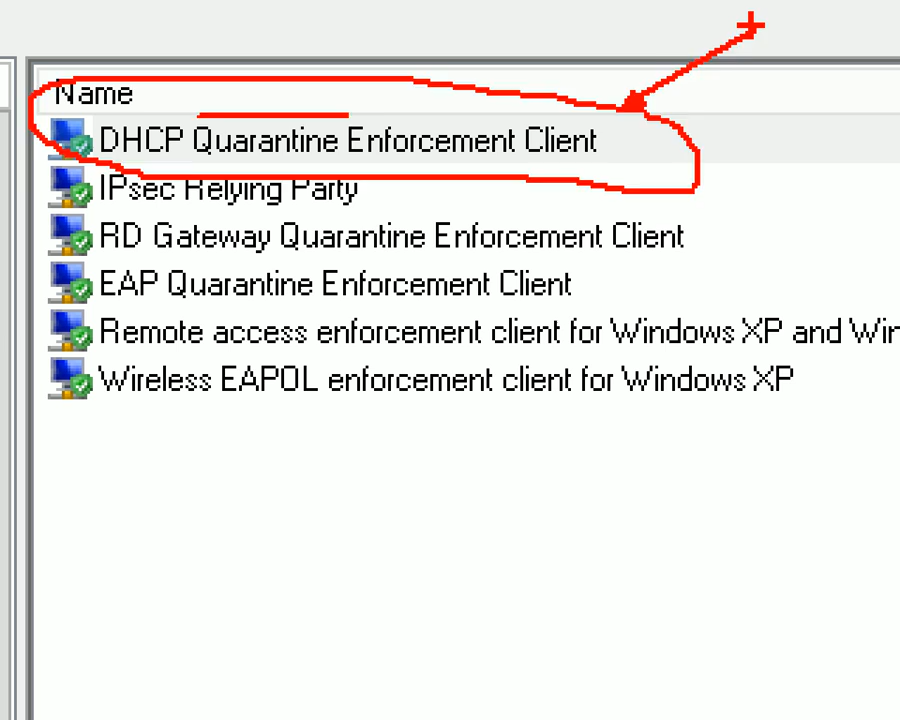 Name
DHCP Quarantine Enforcement Client
IPsec Relying Party
RD Gateway Quarantine Enforcement Client
EAP Quarantine Enforcement Client
Remote access enforcement client for Windows XP and Win
Wireless EAPOL enforcement client for Windows XP